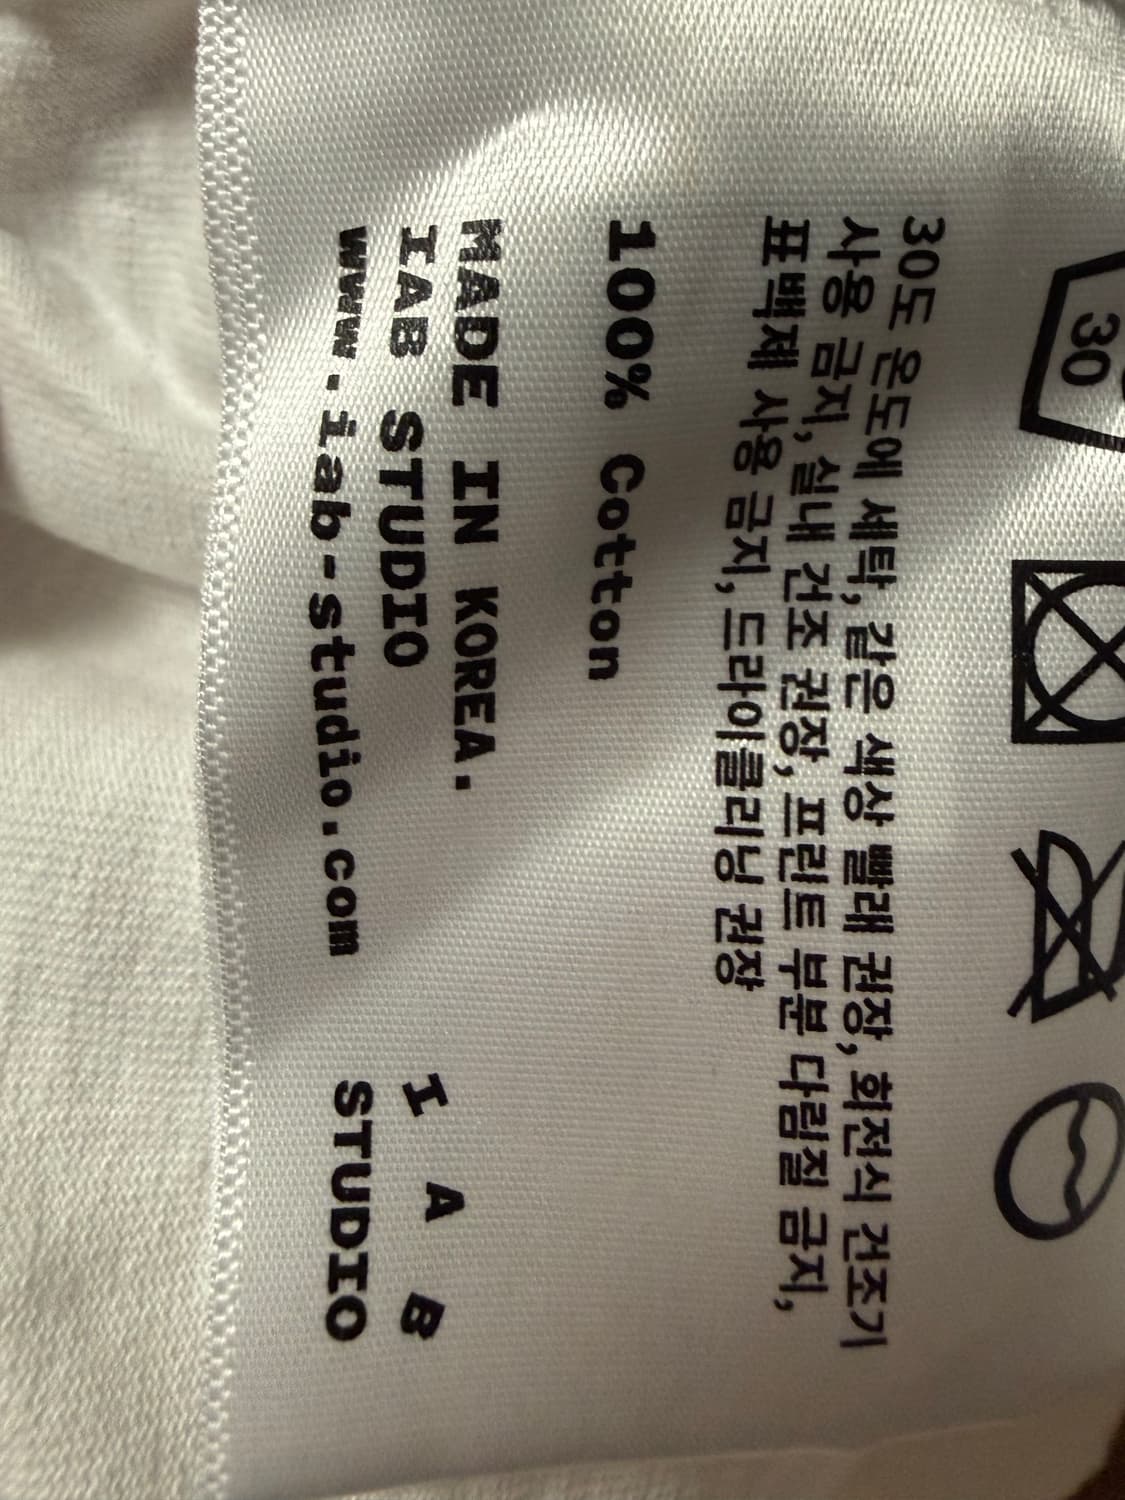 30
30도 온도에 세탁, 같은 색상 빨래 권장, 회전식 건조기
사용 금지, 실내 건조 권장, 프린트 부분 다림질 금지,
표백제 사용 금지, 드라이클리닝 권장
100% Cotton
MADE IN KOREA.
IAB STUDIO
www.iab-studio.com
I A B
STUDIO